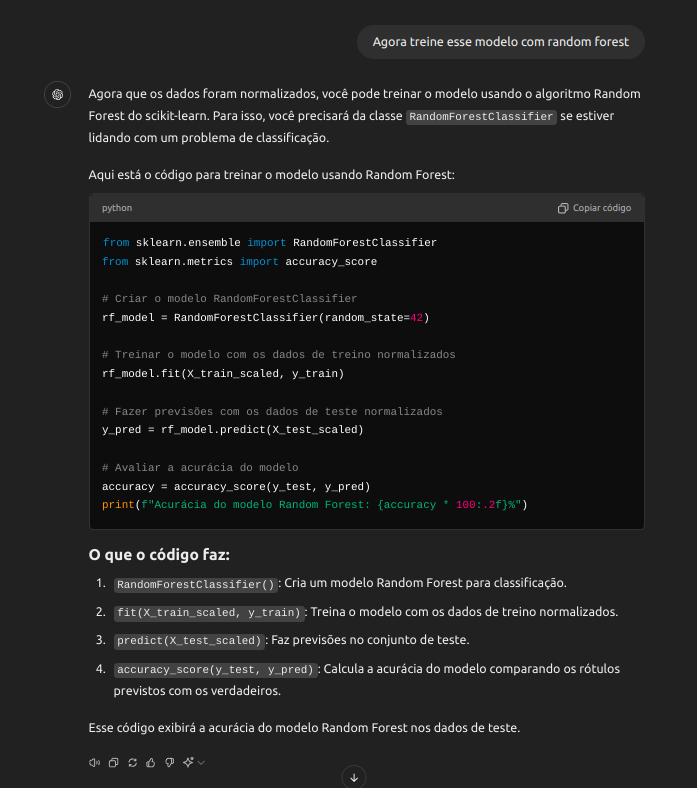 Agora treine esse modelo com random forest
Agora que os dados foram normalizados, você pode treinar o modelo usando o algoritmo Random
Forest do scikit-learn. Para isso, você precisará da classe RandomForestClassifier se estiver
lidando com um problema de classificação.
Aqui está o código para treinar o modelo usando Random Forest:
python Copiar código
from sklearn.ensemble import RandomForestClassifier
from sklearn.metrics import accuracy_score
# Criar o modelo RandomForestClassifier
rf_model = RandomForestClassifier(random_state=42)
# Treinar o modelo com os dados de treino normalizados
rf_model.fit(X_train_scaled, y_train)
# Fazer previsões com os dados de teste normalizados
y_pred = rf_model.predict(X_test_scaled)
# Avaliar a acurácia do modelo
accuracy = accuracy_score(y_test, y_pred)
print(f"Acurácia do modelo Random Forest: {accuracy * 100:.2f}%")
O que o código faz:
1. RandomForestClassifier(): Cria um modelo Random Forest para classificação.
2. fit(X_train_scaled, y_train): Treina o modelo com os dados de treino normalizados.
3. predict(X_test_scaled): Faz previsões no conjunto de teste.
4. accuracy_score(y_test, y_pred): Calcula a acurácia do modelo comparando os rótulos
previstos com os verdadeiros.
Esse código exibirá a acurácia do modelo Random Forest nos dados de teste.